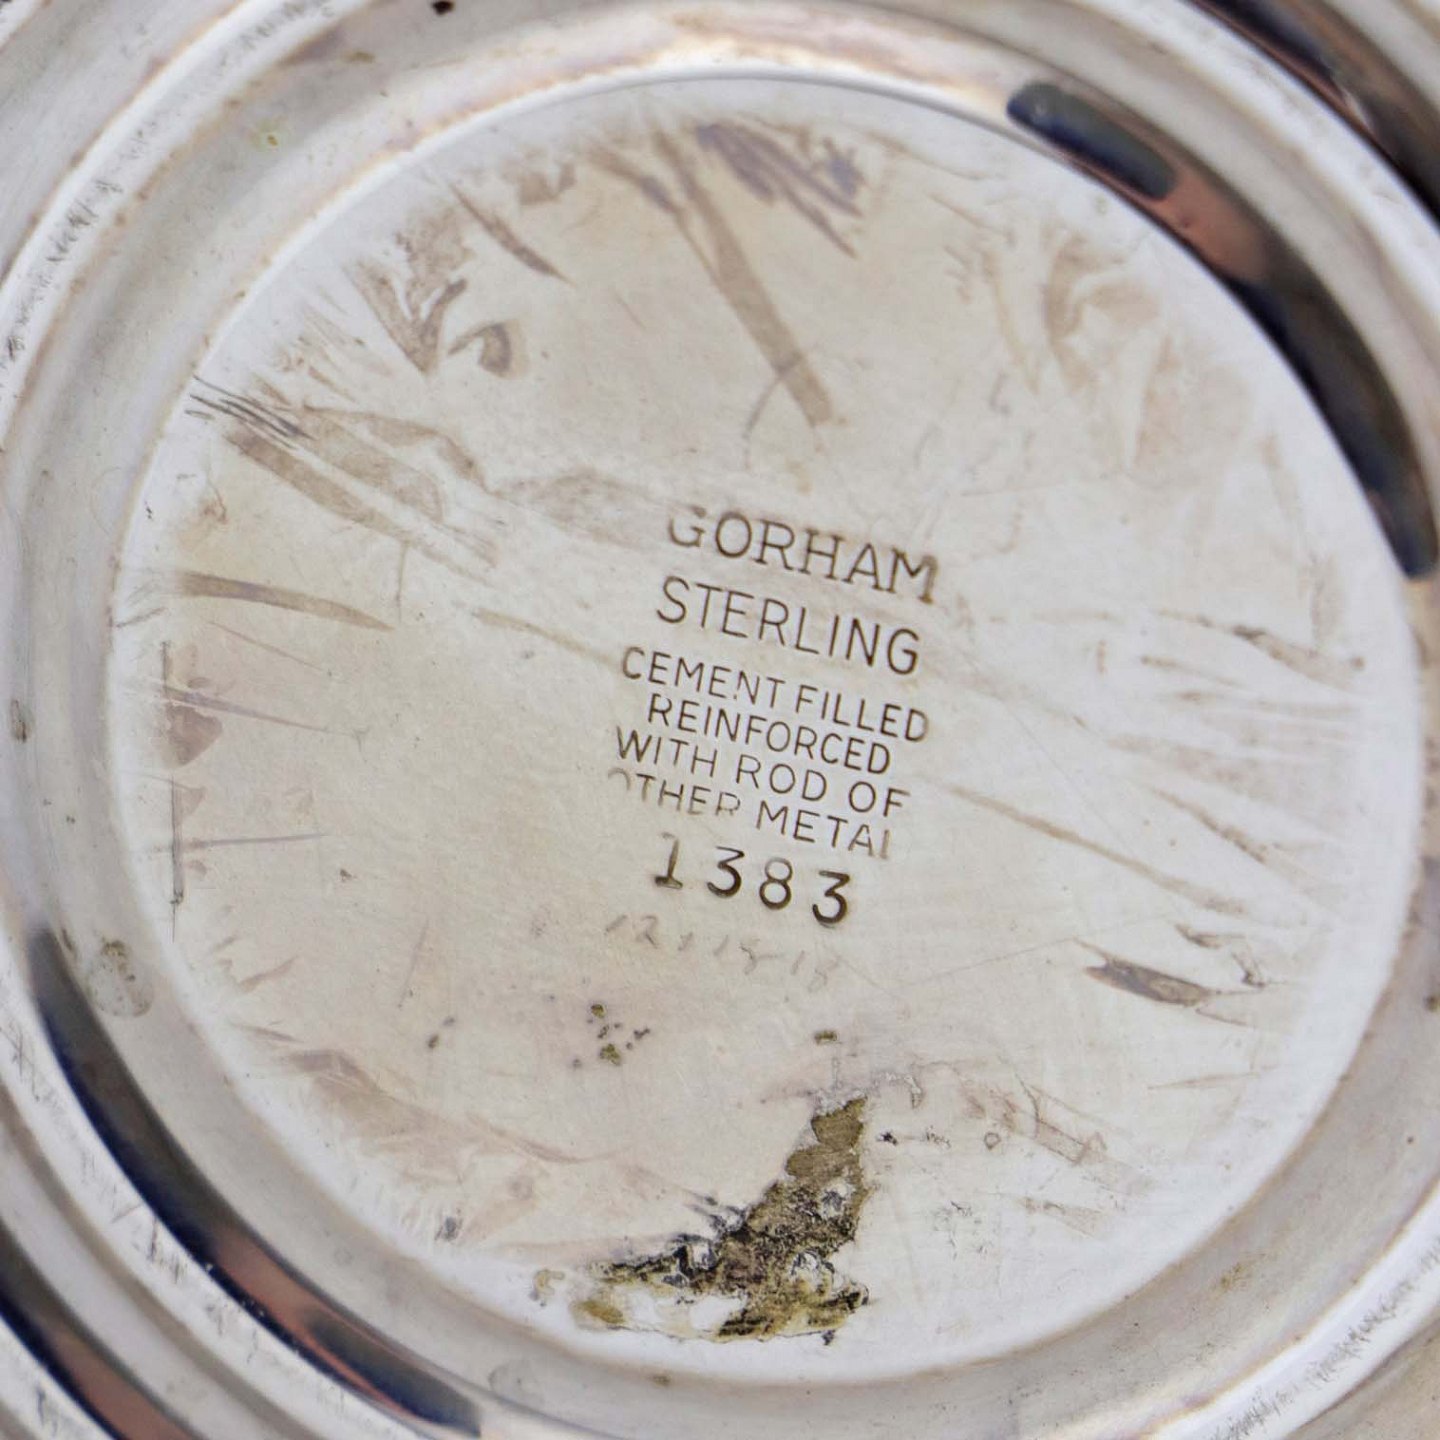 GORHAM
STERLING
CEMENT FILLED
REINFORCED
WITH ROD OF
OTHER METAL
1383